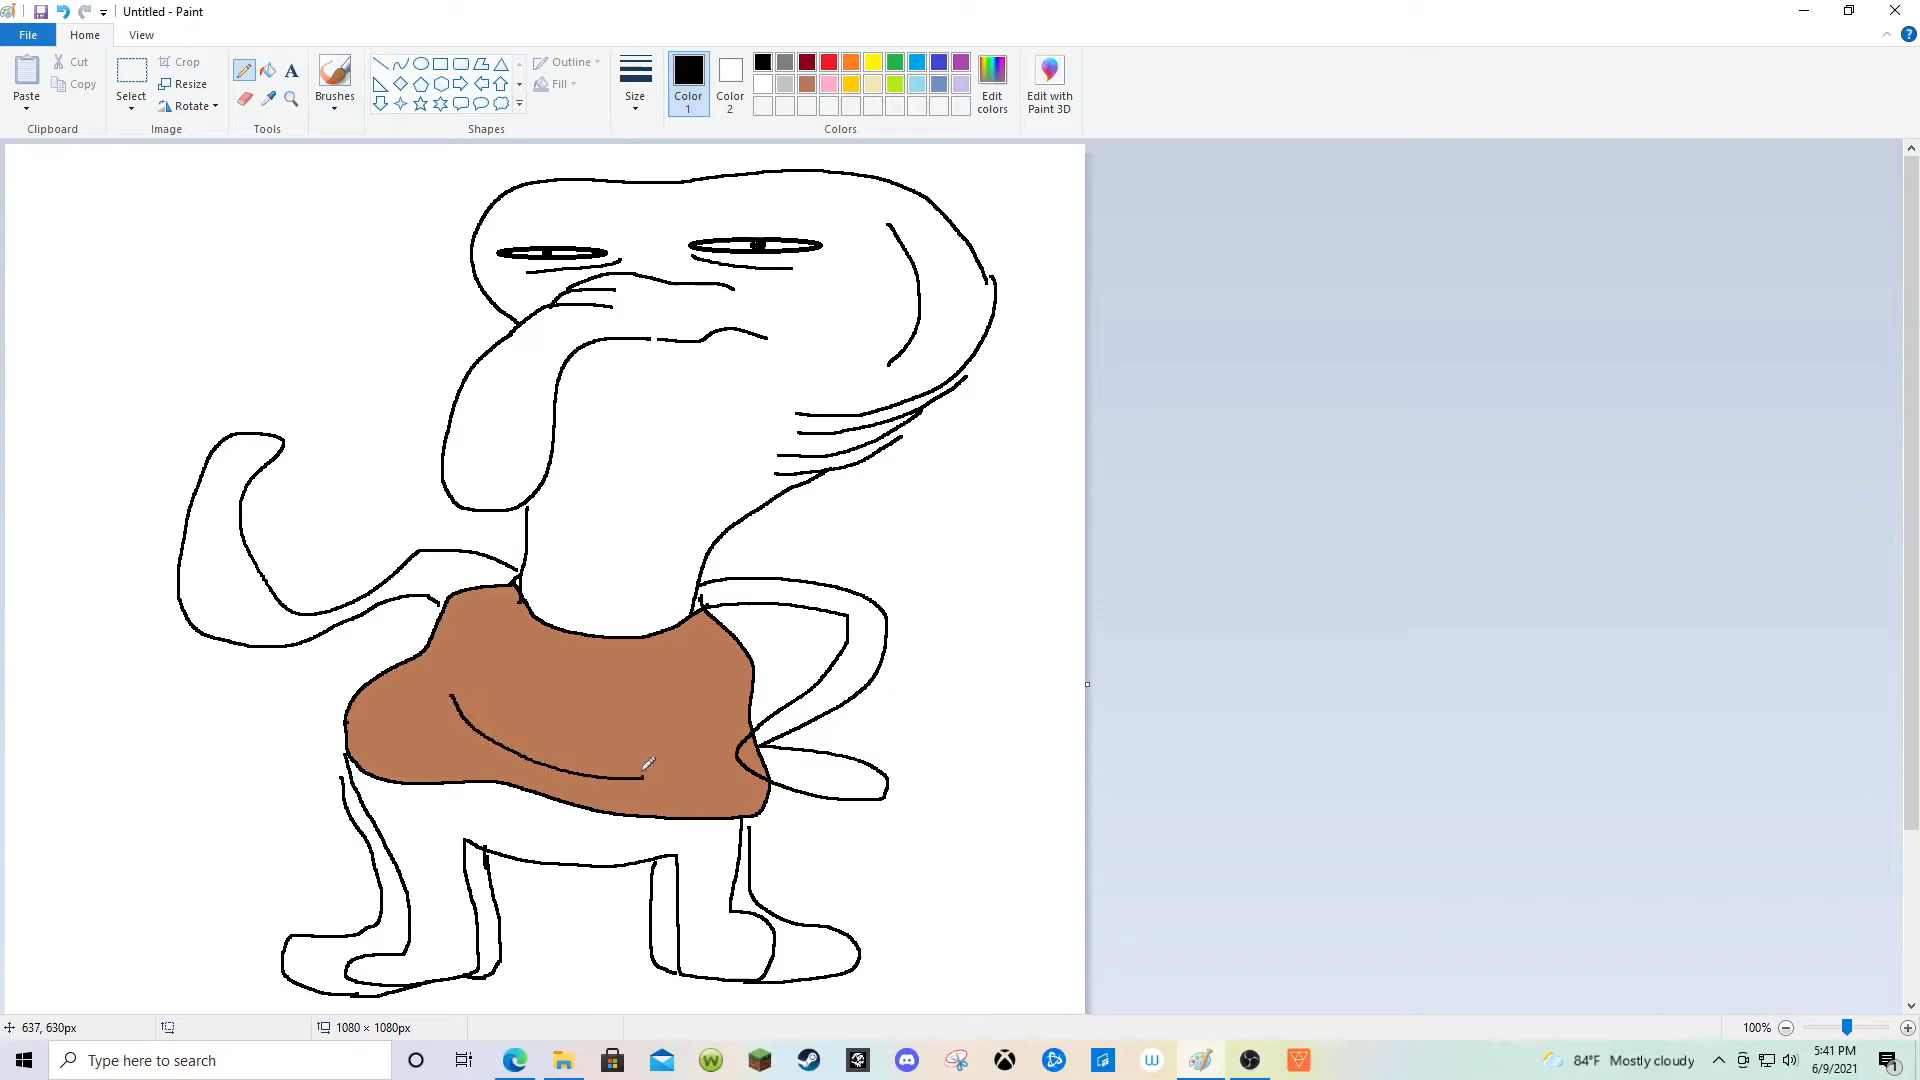 Untitled - Paint
File
Home
View
Paste
Cut
Copy
Clipboard
Select
Crop
Resize
Rotate
Image
A
Tools
Brushes
Outline
Fill
Shapes
Size
Color
1
Color
2
Edit
colors
Colors
Edit with
Paint 3D
637, 630px
1080 × 1080px
100%
Type here to search
84°F Mostly cloudy
5:41 PM
6/9/2021